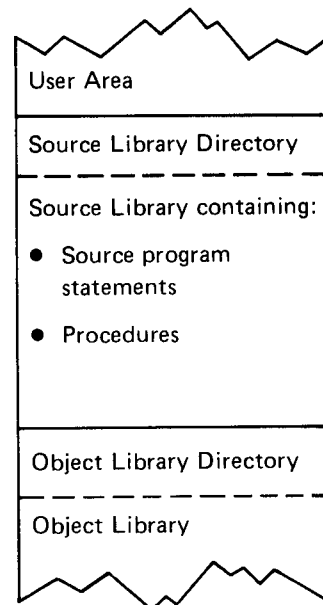 User Area
Source Library Directory
Source Library containing:
● Source program
statements
● Procedures
Object Library Directory
Object Library